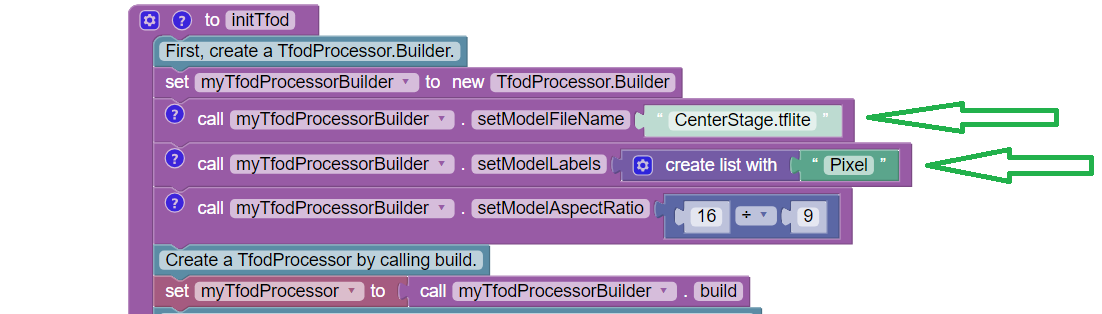 ? to initTfod
First, create a TfodProcessor.Builder.
set myTfodProcessorBuilder to new TfodProcessor.Builder
? call myTfodProcessorBuilder . setModelFileName “ CenterStage.tflite ”
? call myTfodProcessorBuilder . setModelLabels create list with “ Pixel ”
? call myTfodProcessorBuilder . setModelAspectRatio 16 ÷ 9
Create a TfodProcessor by calling build.
set myTfodProcessor to call myTfodProcessorBuilder . build